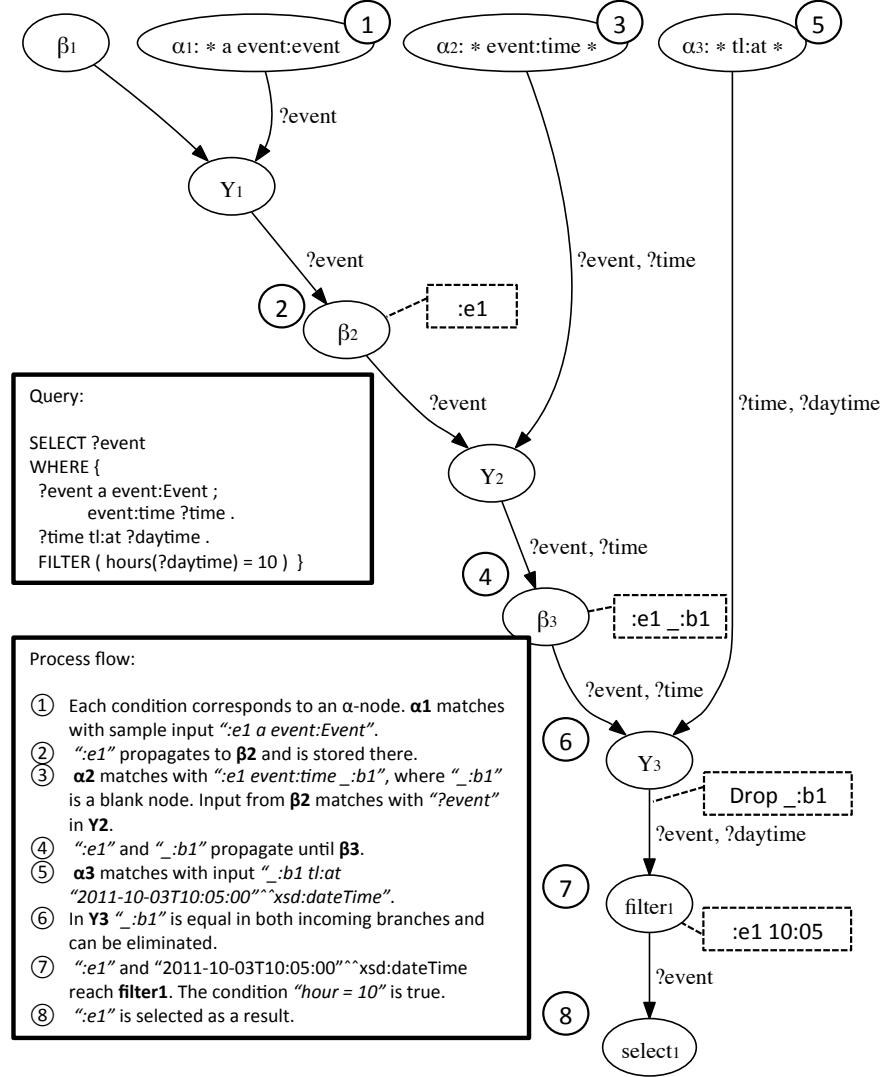 β1
α1: * a event:event
1
α2: * event:time *
3
α3: * tl:at *
5
?event
Y1
?event
?event, ?time
2
β2
:e1
?time, ?daytime
?event
Query:
SELECT ?event
WHERE {
?event a event:Event ;
event:time ?time .
?time tl:at ?daytime .
FILTER ( hours(?daytime) = 10 ) }
Y2
?event, ?time
4
β3
:e1 _:b1
?event, ?time
6
Y3
Drop _:b1
?event, ?daytime
7
filter1
:e1 10:05
?event
8
select1
Process flow:
① Each condition corresponds to an α-node. α1 matches
with sample input “:e1 a event:Event”.
② “:e1” propagates to β2 and is stored there.
③ α2 matches with “:e1 event:time _:b1”, where “_:b1”
is a blank node. Input from β2 matches with “?event”
in Y2.
④ “:e1” and “_:b1” propagate until β3.
⑤ α3 matches with input “_:b1 tl:at
“2011-10-03T10:05:00”^^xsd:dateTime”.
⑥ In Y3 “_:b1” is equal in both incoming branches and
can be eliminated.
⑦ “:e1” and “2011-10-03T10:05:00”^^xsd:dateTime
reach filter1. The condition “hour = 10” is true.
⑧ “:e1” is selected as a result.